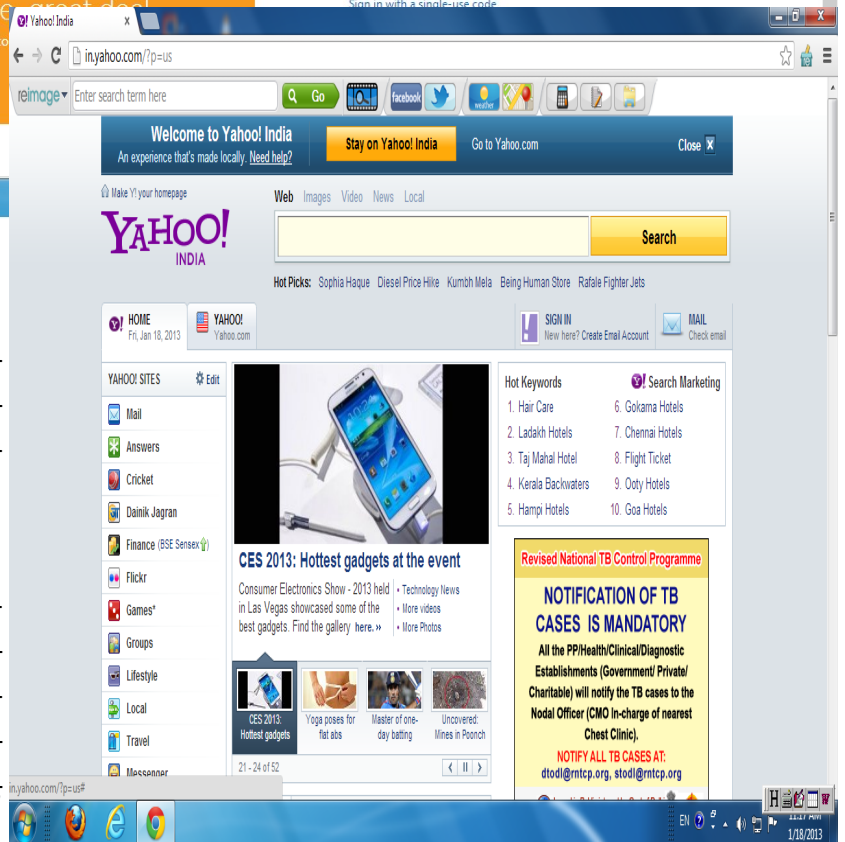 e, great deal
Sign in with a single-use code
Yahoo! India
in.yahoo.com/?p=us
reimage
Enter search term here
Go
facebook
weather
Welcome to Yahoo! India
An experience that's made locally. Need help?
Stay on Yahoo! India
Go to Yahoo.com
Close X
Make Y! your homepage
Web Images Video News Local
YAHOO!
INDIA
Search
Hot Picks: Sophia Haque Diesel Price Hike Kumbh Mela Being Human Store Rafale Fighter Jets
HOME
Fri, Jan 18, 2013
YAHOO!
Yahoo.com
SIGN IN
New here? Create Email Account
MAIL
Check email
YAHOO! SITES
Edit
Mail
Answers
Cricket
Dainik Jagran
Finance (BSE Sensex)
Flickr
Games*
Groups
Lifestyle
Local
Travel
Messenger
CES 2013: Hottest gadgets at the event
Consumer Electronics Show - 2013 held
in Las Vegas showcased some of the
best gadgets. Find the gallery here. »
• Technology News
• More videos
• More Photos
CES 2013:
Hottest gadgets
Yoga poses for
flat abs
Master of one-
day batting
Uncovered:
Mines in Poonch
21 - 24 of 52
Hot Keywords
Y! Search Marketing
1. Hair Care
2. Ladakh Hotels
3. Taj Mahal Hotel
4. Kerala Backwaters
5. Hampi Hotels
6. Gokarna Hotels
7. Chennai Hotels
8. Flight Ticket
9. Ooty Hotels
10. Goa Hotels
Revised National TB Control Programme
NOTIFICATION OF TB
CASES IS MANDATORY
All the PP/Health/Clinical/Diagnostic
Establishments (Government/ Private/
Charitable) will notify the TB cases to the
Nodal Officer (CMO In-charge of nearest
Chest Clinic).
NOTIFY ALL TB CASES AT:
dtodl@rntcp.org, stodl@rntcp.org
in.yahoo.com/?p=us#
EN
11:17 AM
1/18/2013